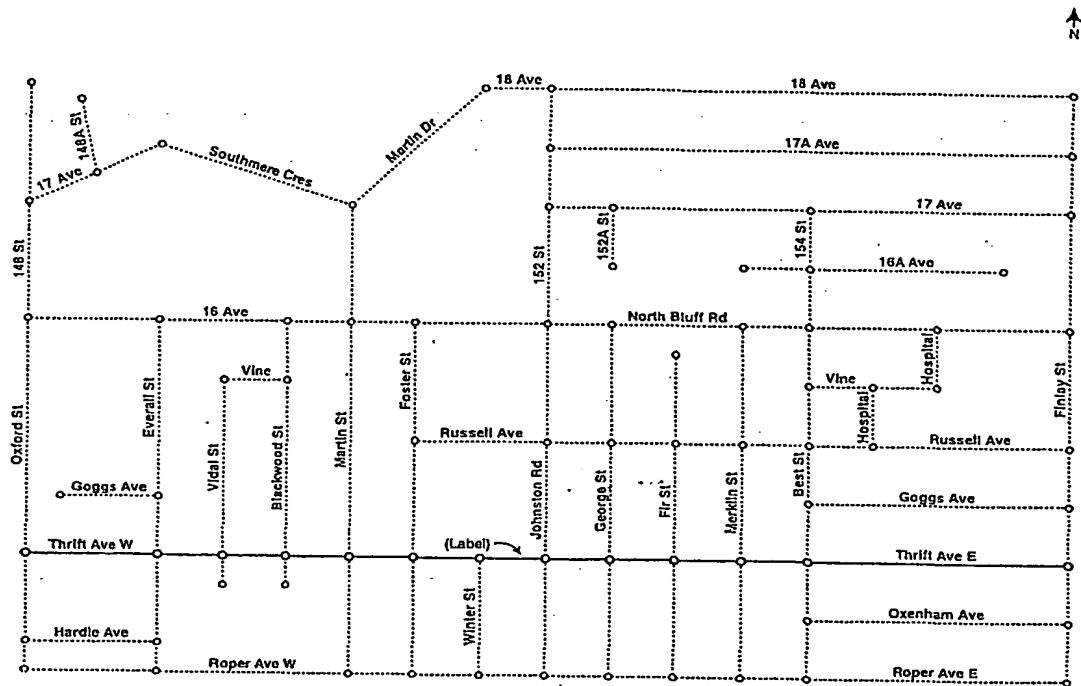 N
18 Ave
18 Ave
148A St
Martin Dr
17A Ave
Southmere Cres
17 Ave
17 Ave
148 St
152 St
152A St
154 St
16A Ave
16 Ave
North Bluff Rd
Hospital
Vine
Vine
Foster St
Finlay St
Oxford St
Everall St
Vidal St
Blackwood St
Martin St
Russell Ave
Hospital
Russell Ave
Johnston Rd
George St
Fir St
Merklin St
Best St
Goggs Ave
Goggs Ave
Thrift Ave W
(Label)
Thrift Ave E
Winter St
Oxenham Ave
Hardie Ave
Roper Ave W
Roper Ave E